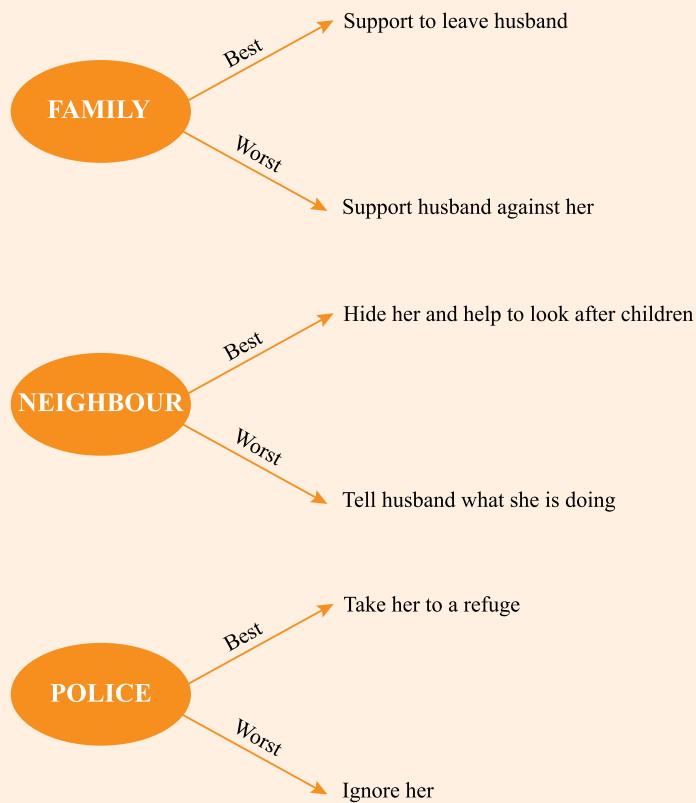 Support to leave husband
Best
FAMILY
Worst
Support husband against her
Hide her and help to look after children
Best
NEIGHBOUR
Worst
Tell husband what she is doing
Take her to a refuge
Best
POLICE
Worst
Ignore her